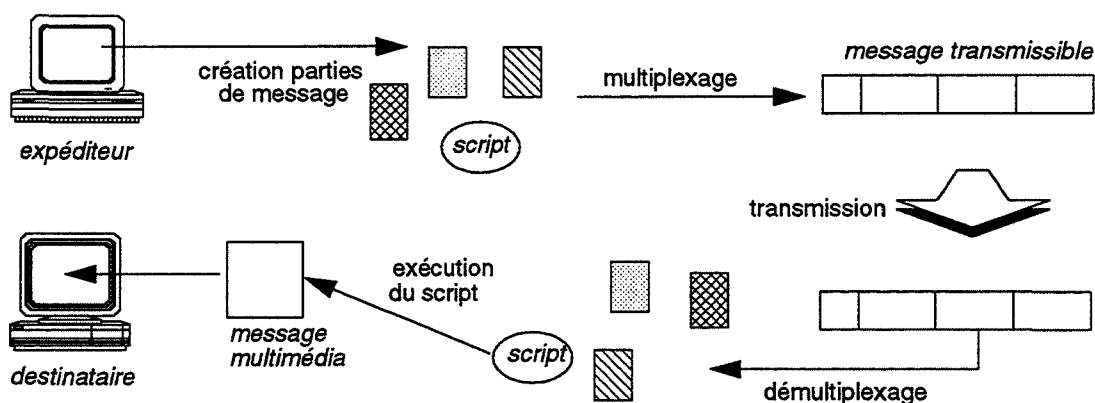 création parties
de message
expéditeur
script
multiplexage
message transmissible
transmission
exécution
du script
message
multimédia
destinataire
script
démultiplexage